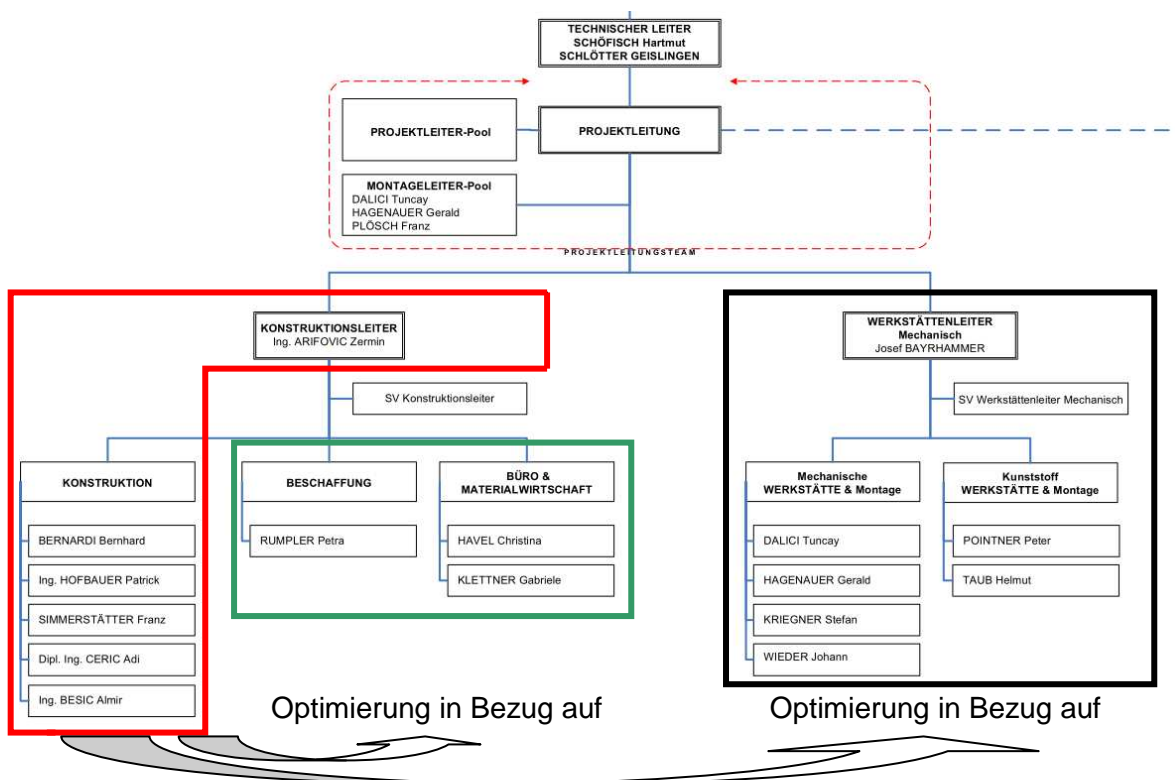 TECHNISCHER LEITER
SCHÖFISCH Hartmut
SCHLÖTTER GEISLINGEN
PROJEKTLEITER-Pool
PROJEKTLEITUNG
MONTAGELEITER-Pool
DALICI Tuncay
HAGENAUER Gerald
PLÖSCH Franz
PROJEKTLEITUNGSTEAM
KONSTRUKTIONSLEITER
Ing. ARIFOVIC Zermin
SV Konstruktionsleiter
KONSTRUKTION
BERNARDI Bernhard
Ing. HOFBAUER Patrick
SIMMERSTÄTTER Franz
Dipl. Ing. CERIC Adi
Ing. BESIC Almir
BESCHAFFUNG
RUMPLER Petra
BÜRO &
MATERIALWIRTSCHAFT
HAVEL Christina
KLETTNER Gabriele
WERKSTÄTTENLEITER
Mechanisch
Josef BAYRHAMMER
SV Werkstättenleiter Mechanisch
Mechanische
WERKSTÄTTE & Montage
DALICI Tuncay
HAGENAUER Gerald
KRIEGNER Stefan
WIEDER Johann
Kunststoff
WERKSTÄTTE & Montage
POINTNER Peter
TAUB Helmut
Optimierung in Bezug auf
Optimierung in Bezug auf